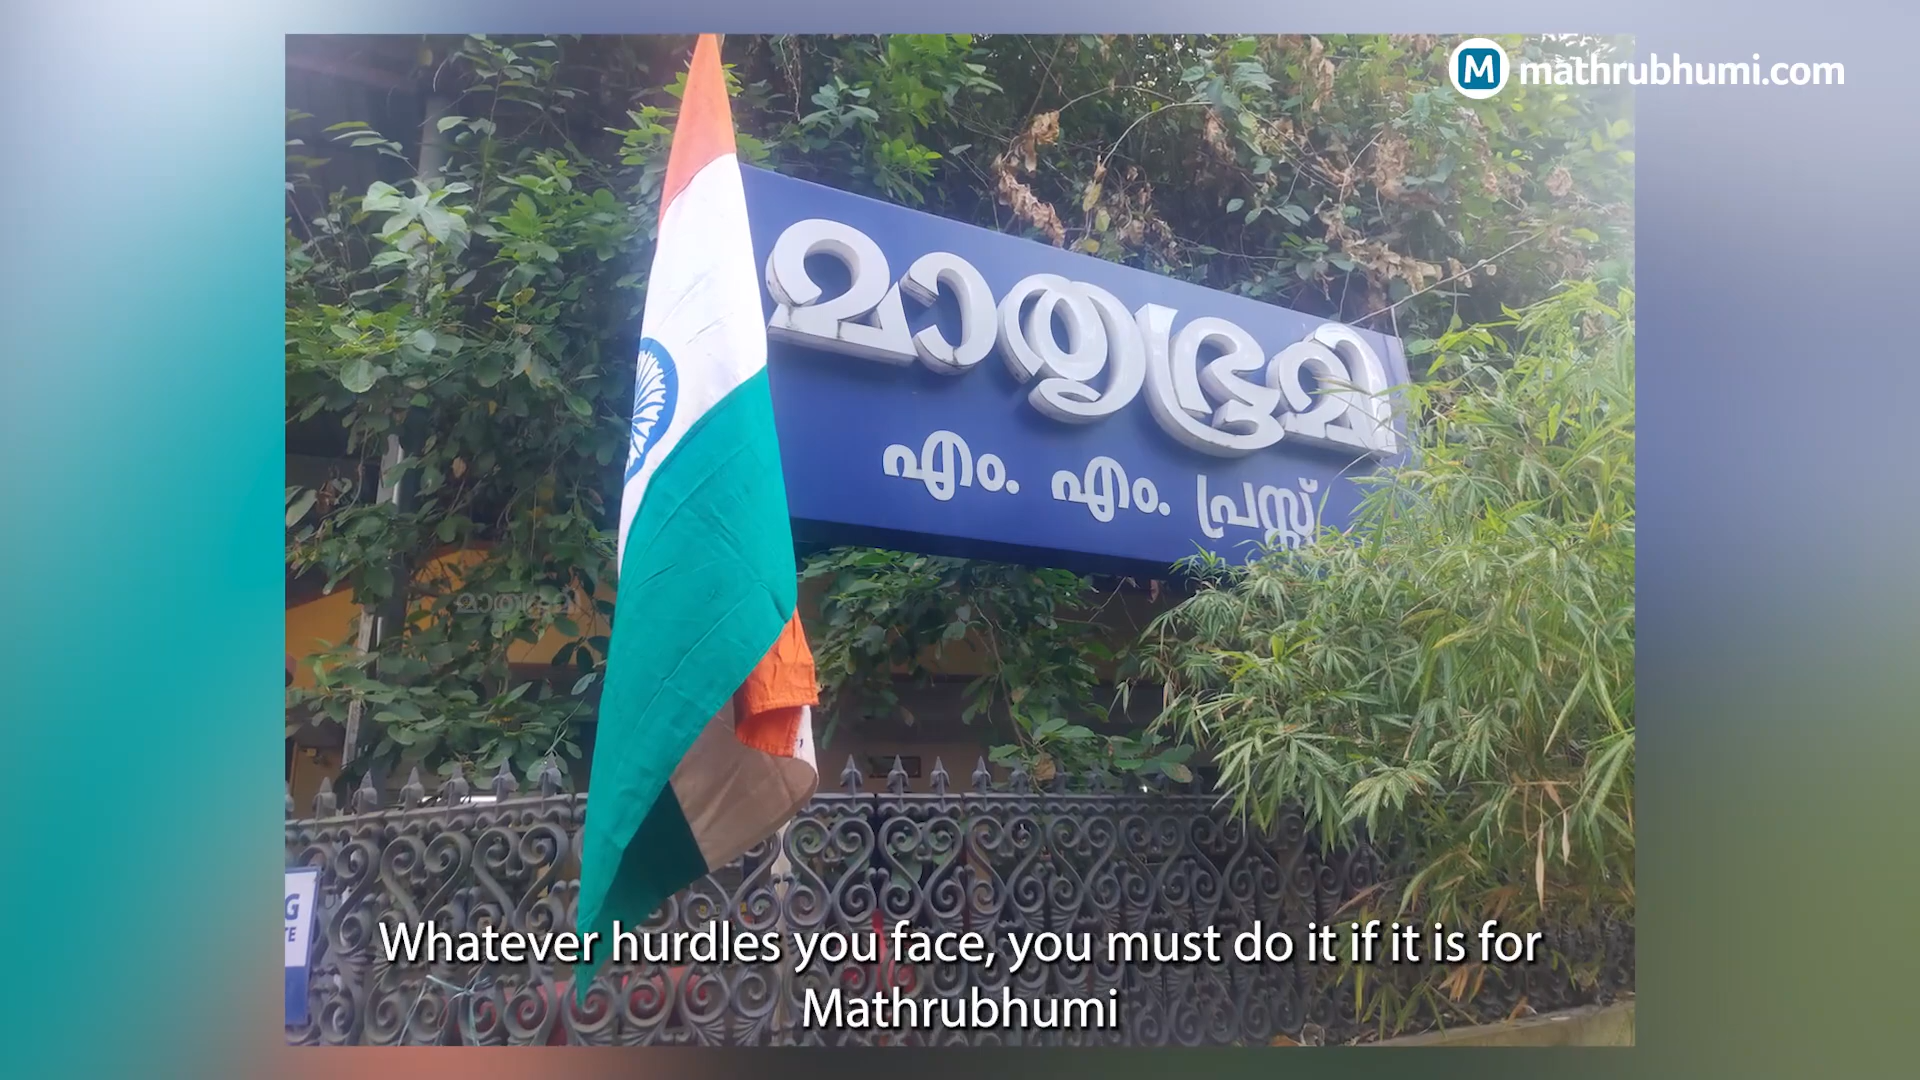 mathrubhumi.com
മാതൃഭൂമി
എം. എം. പ്രസ്സ്
മാതൃഭൂമി
Whatever hurdles you face, you must do it if it is for
Mathrubhumi